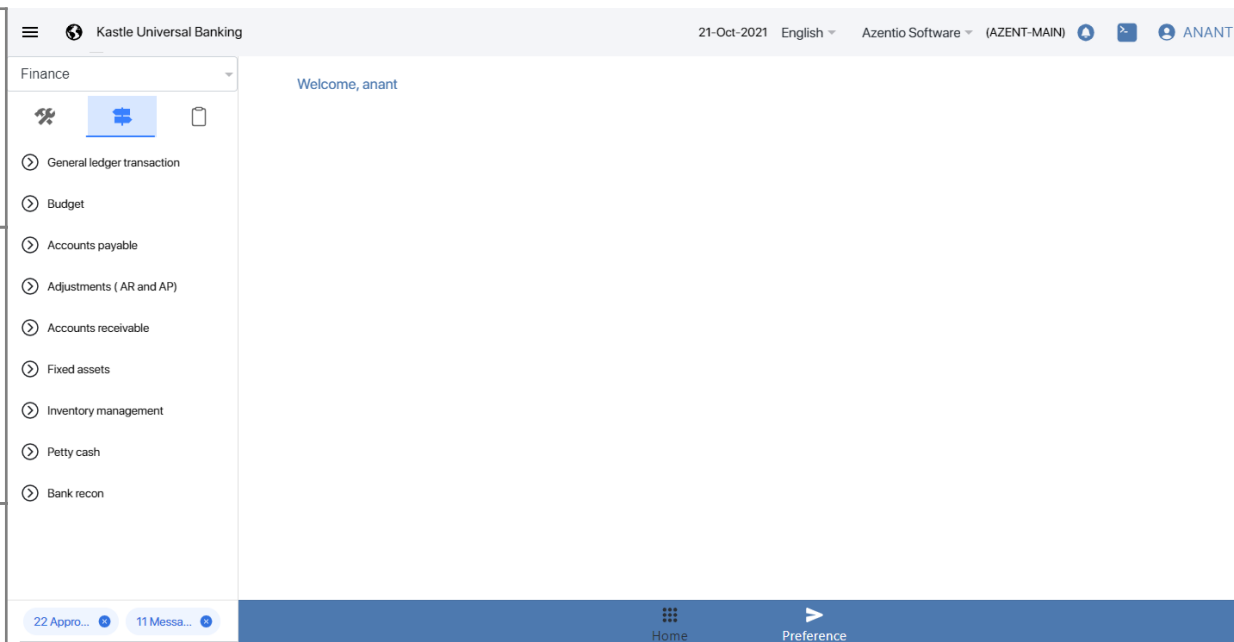 Kastle Universal Banking
21-Oct-2021 English Azentio Software (AZENT-MAIN) ANANT
Finance
Welcome, anant
General ledger transaction
Budget
Accounts payable
Adjustments ( AR and AP)
Accounts receivable
Fixed assets
Inventory management
Petty cash
Bank recon
22 Appro... 11 Messa...
Home Preference